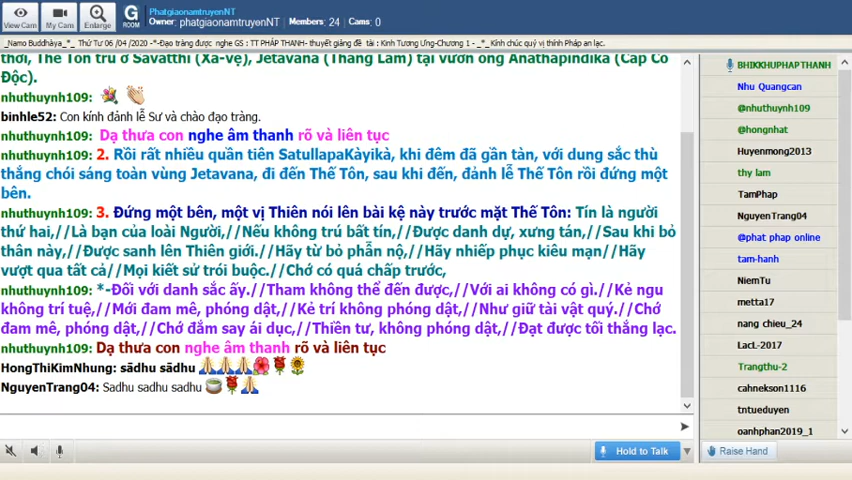 View Cam
My Cam
Enlarge
G ROOM
PhatgiaonamtruyenNT
Owner: phatgiaonamtruyenNT Members: 24 Cams: 0
_Namo Buddhàya_*_ Thứ Tư 06 /04 /2020 -*-Đạo tràng được nghe GS : TT PHÁP THANH- thuyết giảng đề tài : Kinh Tương Ưng-Chương 1 - _*_Kính chúc quý vị thính Pháp an lạc.
thời, Thế Tôn trú ở Sàvatthi (Xá-vệ), Jetavana (Thắng Lâm) tại vườn ông Anàthapindika (Cấp Cô
Độc).
nhuthuynh109:
binhle52: Con kính đảnh lễ Sư và chào đạo tràng.
nhuthuynh109: Dạ thưa con nghe âm thanh rõ và liên tục
nhuthuynh109: 2. Rồi rất nhiều quần tiên SatullapaKàyikà, khi đêm đã gần tàn, với dung sắc thù
thắng chói sáng toàn vùng Jetavana, đi đến Thế Tôn, sau khi đến, đảnh lễ Thế Tôn rồi đứng một
bên.
nhuthuynh109: 3. Đứng một bên, một vị Thiên nói lên bài kệ này trước mặt Thế Tôn: Tín là người
thứ hai,//Là bạn của loài Người,//Nếu không trú bất tín,//Được danh dự, xưng tán,//Sau khi bỏ
thân này,//Được sanh lên Thiên giới.//Hãy từ bỏ phẫn nộ,//Hãy nhiếp phục kiêu mạn//Hãy
vượt qua tất cả//Mọi kiết sử trói buộc.//Chớ có quá chấp trước,
nhuthuynh109: *-Đối với danh sắc ấy.//Tham không thể đến được,//Với ai không có gì.//Kẻ ngu
không trí tuệ,//Mới đam mê, phóng dật,//Kẻ trí không phóng dật,//Như giữ tài vật quý.//Chớ
đam mê, phóng dật,//Chớ đắm say ái dục,//Thiền tư, không phóng dật,//Đạt được tối thắng lạc.
nhuthuynh109: Dạ thưa con nghe âm thanh rõ và liên tục
HongThiKimNhung: sādhu sādhu
NguyenTrang04: Sadhu sadhu sadhu
Hold to Talk
BHIKKHUPHAPTHANH
Nhu Quangcan
@nhuthuynh109
@hongnhat
Huyenmong2013
thy lam
TamPhap
NguyenTrang04
@phat phap online
tam-hanh
NiemTu
metta17
nang chieu_24
LacL-2017
Trangthu-2
cahnekson1116
tntueduyen
oanhphan2019_1
Raise Hand